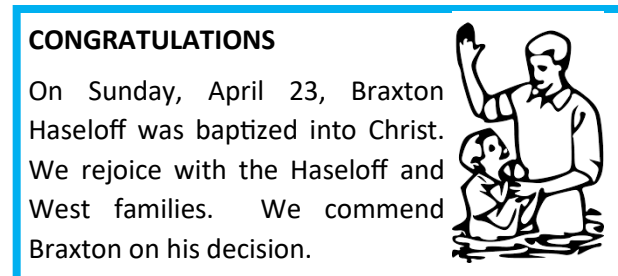 CONGRATULATIONS
On Sunday, April 23, Braxton
Haseloff was baptized into Christ.
We rejoice with the Haseloff and
West families. We commend
Braxton on his decision.